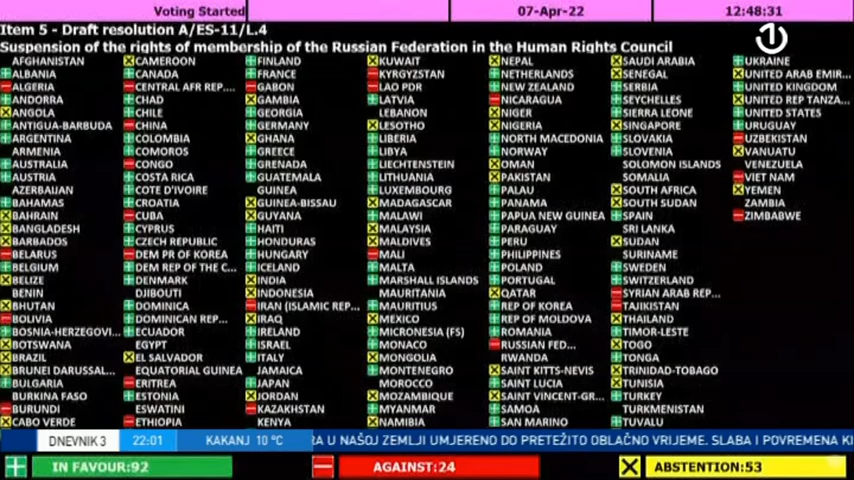 Voting Started
07-Apr-22
12:48:31
Item 5 - Draft resolution A/ES-11/L.4
Suspension of the rights of membership of the Russian Federation in the Human Rights Council
1
AFGHANISTAN
ALBANIA
ALGERIA
ANDORRA
ANGOLA
ANTIGUA-BARBUDA
ARGENTINA
ARMENIA
AUSTRALIA
AUSTRIA
AZERBAIJAN
BAHAMAS
BAHRAIN
BANGLADESH
BARBADOS
BELARUS
BELGIUM
BELIZE
BENIN
BHUTAN
BOLIVIA
BOSNIA-HERZEGOVI...
BOTSWANA
BRAZIL
BRUNEI DARUSSAL...
BULGARIA
BURKINA FASO
BURUNDI
CABO VERDE
CAMEROON
CANADA
CENTRAL AFR REP....
CHAD
CHILE
CHINA
COLOMBIA
COMOROS
CONGO
COSTA RICA
COTE D'IVOIRE
CROATIA
CUBA
CYPRUS
CZECH REPUBLIC
DEM PR OF KOREA
DEM REP OF THE C...
DENMARK
DJIBOUTI
DOMINICA
DOMINICAN REP...
ECUADOR
EGYPT
EL SALVADOR
EQUATORIAL GUINEA
ERITREA
ESTONIA
ESWATINI
ETHIOPIA
FINLAND
FRANCE
GABON
GAMBIA
GEORGIA
GERMANY
GHANA
GREECE
GRENADA
GUATEMALA
GUINEA
GUINEA-BISSAU
GUYANA
HAITI
HONDURAS
HUNGARY
ICELAND
INDIA
INDONESIA
IRAN (ISLAMIC REP...
IRAQ
IRELAND
ISRAEL
ITALY
JAMAICA
JAPAN
JORDAN
KAZAKHSTAN
KENYA
KUWAIT
KYRGYZSTAN
LAO PDR
LATVIA
LEBANON
LESOTHO
LIBERIA
LIBYA
LIECHTENSTEIN
LITHUANIA
LUXEMBOURG
MADAGASCAR
MALAWI
MALAYSIA
MALDIVES
MALI
MALTA
MARSHALL ISLANDS
MAURITANIA
MAURITIUS
MEXICO
MICRONESIA (FS)
MONACO
MONGOLIA
MONTENEGRO
MOROCCO
MOZAMBIQUE
MYANMAR
NAMIBIA
NEPAL
NETHERLANDS
NEW ZEALAND
NICARAGUA
NIGER
NIGERIA
NORTH MACEDONIA
NORWAY
OMAN
PAKISTAN
PALAU
PANAMA
PAPUA NEW GUINEA
PARAGUAY
PERU
PHILIPPINES
POLAND
PORTUGAL
QATAR
REP OF KOREA
REP OF MOLDOVA
ROMANIA
RUSSIAN FED...
RWANDA
SAINT KITTS-NEVIS
SAINT LUCIA
SAINT VINCENT-GR...
SAMOA
SAN MARINO
SAUDI ARABIA
SENEGAL
SERBIA
SEYCHELLES
SIERRA LEONE
SINGAPORE
SLOVAKIA
SLOVENIA
SOLOMON ISLANDS
SOMALIA
SOUTH AFRICA
SOUTH SUDAN
SPAIN
SRI LANKA
SUDAN
SURINAME
SWEDEN
SWITZERLAND
SYRIAN ARAB REP...
TAJIKISTAN
THAILAND
TIMOR-LESTE
TOGO
TONGA
TRINIDAD-TOBAGO
TUNISIA
TURKEY
TURKMENISTAN
TUVALU
UKRAINE
UNITED ARAB EMIR...
UNITED KINGDOM
UNITED REP TANZA...
UNITED STATES
URUGUAY
UZBEKISTAN
VANUATU
VENEZUELA
VIET NAM
YEMEN
ZAMBIA
ZIMBABWE
DNEVNIK 3
22:01
KAKANJ 10 °C
RA U NAŠOJ ZEMLJI UMJERENO DO PRETEŽITO OBLAČNO VRIJEME. SLABA I POVREMENA KI
IN FAVOUR:92
AGAINST:24
ABSTENTION:53